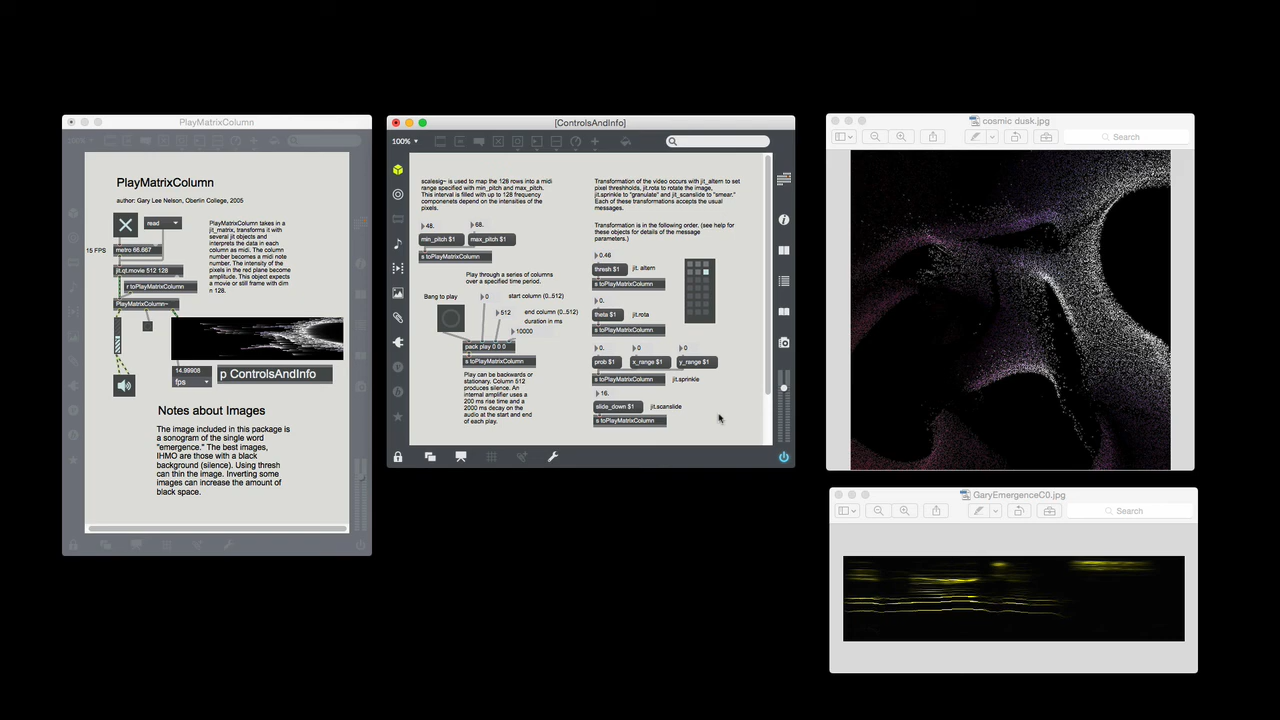 PlayMatrixColumn
PlayMatrixColumn
author: Gary Lee Nelson, Oberlin College, 2005
read
15 FPS
metro 66.667
jit.qt.movie 512 128
r toPlayMatrixColumn
PlayMatrixColumn~
PlayMatrixColumn takes in a
jit_matrix, transforms it with
several jit objects and
interprets the data in each
column as midi. The column
number becomes a midi note
number. The intensity of the
pixels in the red plane become
amplitude. This object expects
a movie or still frame with dim
n 128.
14.99908
fps
p ControlsAndInfo
Notes about Images
The image included in this package is
a sonogram of the single word
"emergence." The best images,
IHMO are those with a black
background (silence). Using thresh
can thin the image. Inverting some
images can increase the amount of
black space.
[ControlsAndInfo]
100%
scalesig~ is used to map the 128 rows into a midi
range specified with min_pitch and max_pitch.
This interval is filled with up to 128 frequency
components depend on the intensities of the
pixels.
48.
68.
min_pitch $1
max_pitch $1
s toPlayMatrixColumn
Play through a series of columns
over a specified time period.
Bang to play
0
start column (0..512)
512
end column (0..512)
duration in ms
10000
pack play 0 0 0
s toPlayMatrixColumn
Play can be backwards or
stationary. Column 512
produces silence. An
internal amplifier uses a
200 ms rise time and a
2000 ms decay on the
audio at the start and end
of each play.
Transformation of the video occurs with jit_altern to set
pixel threshholds, jit.rota to rotate the image,
jit.sprinkle to "granulate" and jit_scanslide to "smear."
Each of these transformations accepts the usual
messages.
Transformation is in the following order. (see help for
these objects for details of the message
parameters.)
0.46
thresh $1
jit. altern
s toPlayMatrixColumn
0.
theta $1
jit.rota
s toPlayMatrixColumn
0.
0
0
prob $1
x_range $1
y_range $1
s toPlayMatrixColumn
jit.sprinkle
16.
slide_down $1
jit.scanslide
s toPlayMatrixColumn
cosmic dusk.jpg
Search
GaryEmergenceC0.jpg
Search